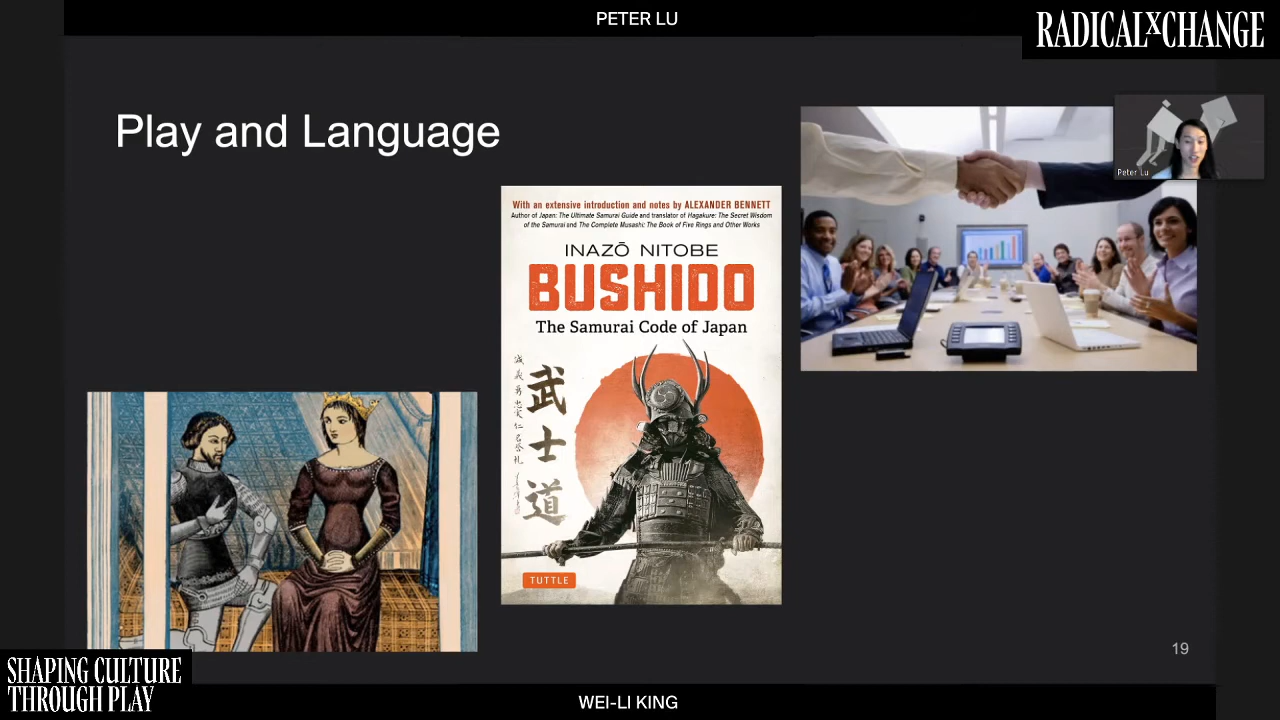 PETER LU
RADICALXCHANGE
Play and Language
Peter Lu
With an extensive introduction and notes by ALEXANDER BENNETT
Author of Japan: The Ultimate Samurai Guide and translator of Hagakure: The Secret Wisdom
of the Samurai and The Complete Musashi: The Book of Five Rings and Other Works
INAZŌ NITOBE
BUSHIDO
The Samurai Code of Japan
武士道
TUTTLE
19
SHAPING CULTURE
THROUGH PLAY
WEI-LI KING